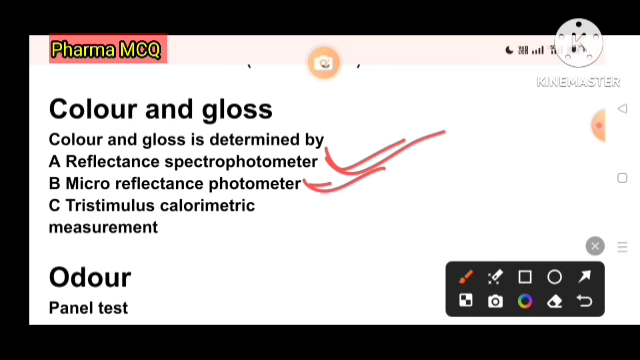 Pharma MCQ
KINEMASTER
Colour and gloss
Colour and gloss is determined by
A Reflectance spectrophotometer
B Micro reflectance photometer
C Tristimulus calorimetric
measurement
Odour
Panel test